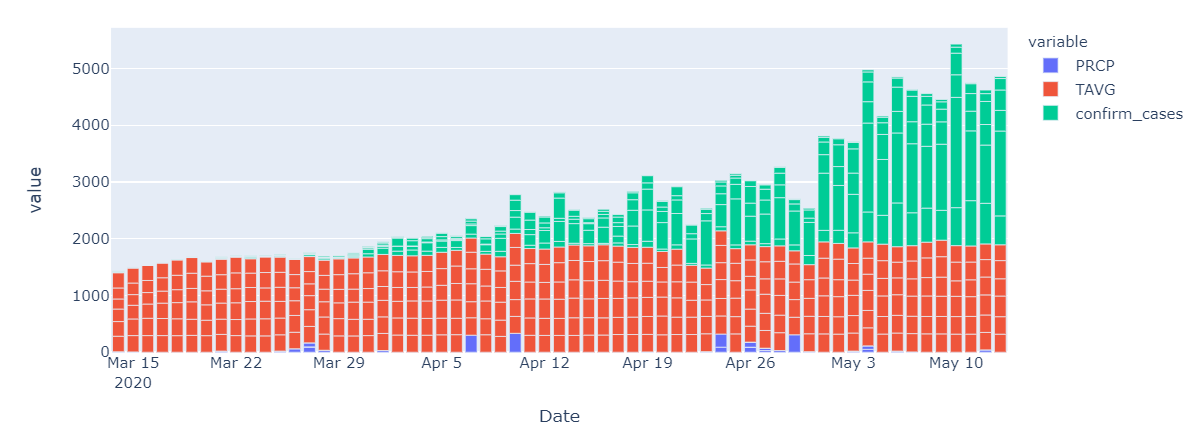 variable
PRCP
TAVG
confirm_cases
value
5000
4000
3000
2000
1000
0
Mar 15 Mar 22 Mar 29 Apr 5 Apr 12 Apr 19 Apr 26 May 3 May 10
2020
Date